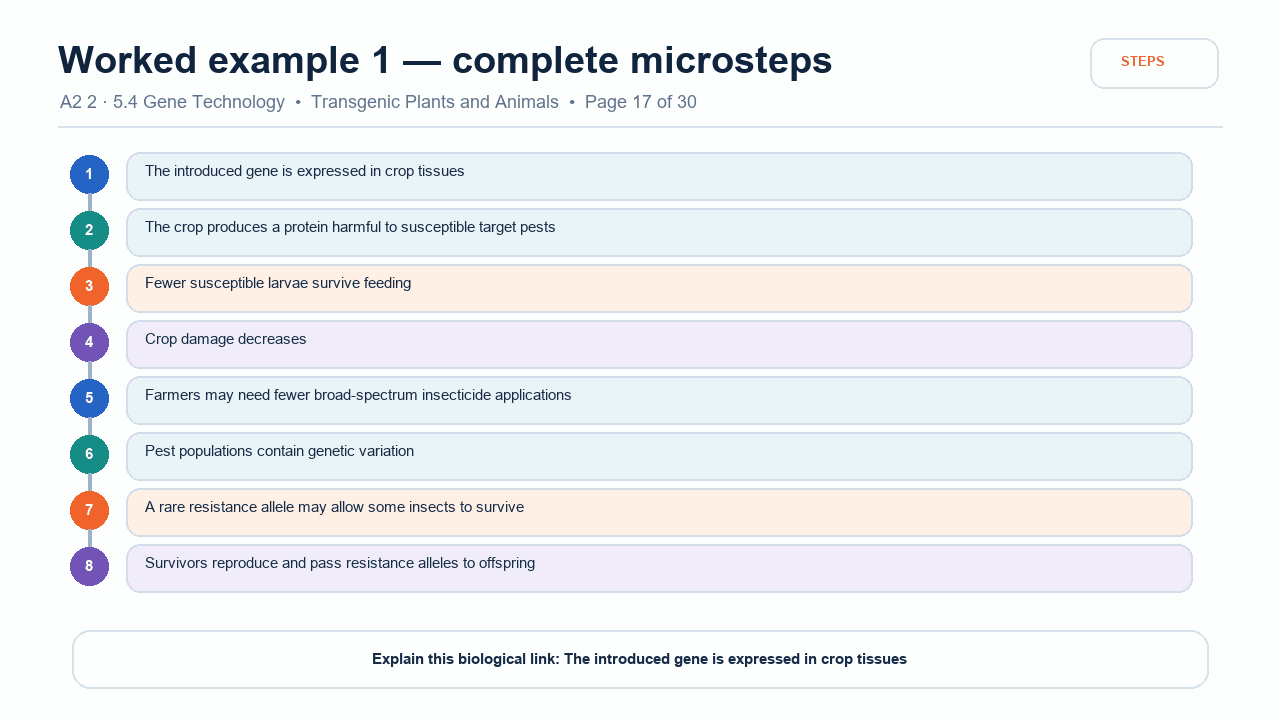 Worked example 1 — complete microsteps
STEPS
A2 2 · 5.4 Gene Technology • Transgenic Plants and Animals • Page 17 of 30
1 The introduced gene is expressed in crop tissues
2 The crop produces a protein harmful to susceptible target pests
3 Fewer susceptible larvae survive feeding
4 Crop damage decreases
5 Farmers may need fewer broad-spectrum insecticide applications
6 Pest populations contain genetic variation
7 A rare resistance allele may allow some insects to survive
8 Survivors reproduce and pass resistance alleles to offspring
Explain this biological link: The introduced gene is expressed in crop tissues